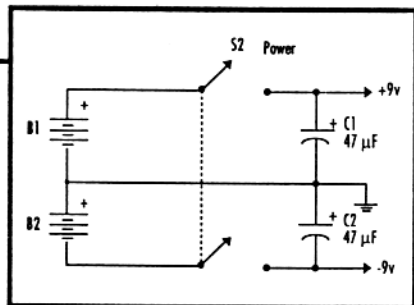 S2 Power
+9v
+
B1
+ C1
47 µF
+
B2
+ C2
47 µF
-9v